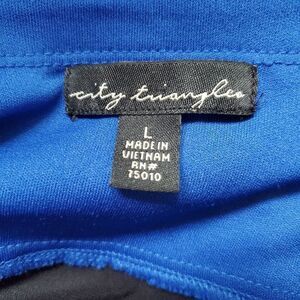 city triangles
L
MADE IN
VIETNAM
RN#
75010